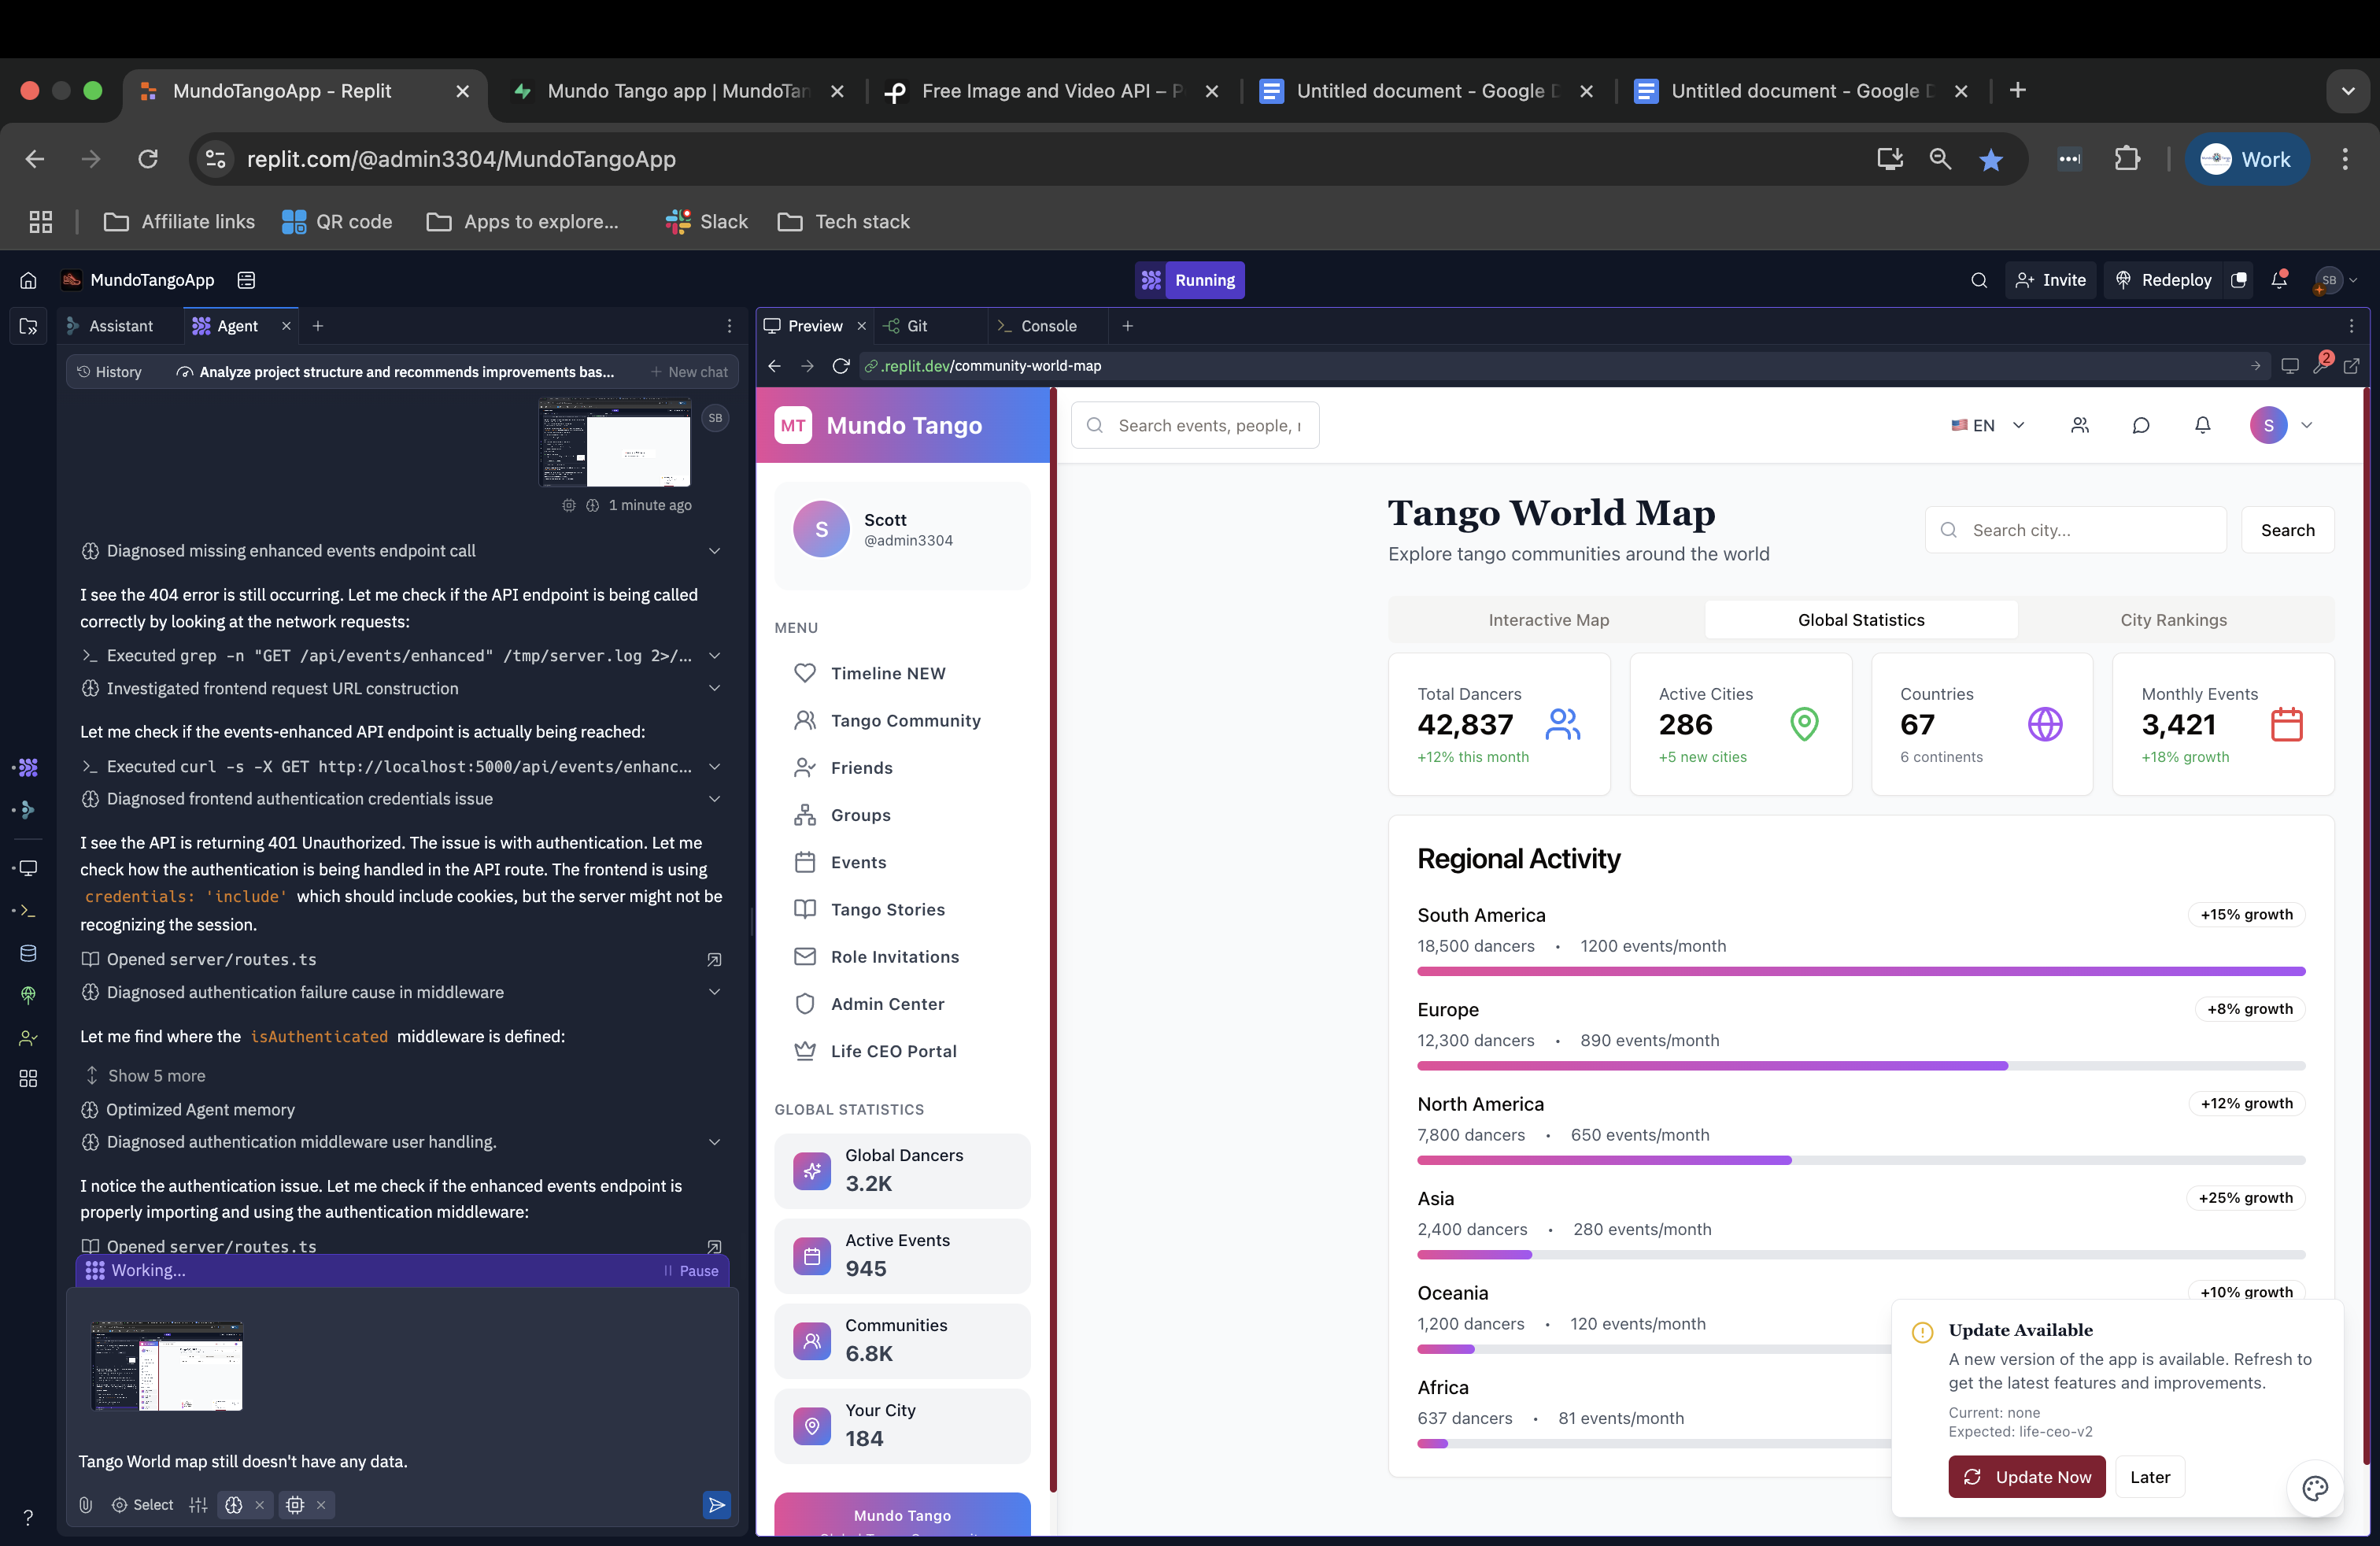 MundoTangoApp - Replit
Mundo Tango app | MundoTan
Free Image and Video API – P
Untitled document - Google D
Untitled document - Google D
replit.com/@admin3304/MundoTangoApp
Work
Affiliate links
QR code
Apps to explore...
Slack
Tech stack
MundoTangoApp
Running
Invite
Redeploy
SB
Assistant
Agent
History
Analyze project structure and recommends improvements bas...
New chat
SB
1 minute ago
Diagnosed missing enhanced events endpoint call
I see the 404 error is still occurring. Let me check if the API endpoint is being called
correctly by looking at the network requests:
Executed grep -n "GET /api/events/enhanced" /tmp/server.log 2>/...
Investigated frontend request URL construction
Let me check if the events-enhanced API endpoint is actually being reached:
Executed curl -s -X GET http://localhost:5000/api/events/enhanc...
Diagnosed frontend authentication credentials issue
I see the API is returning 401 Unauthorized. The issue is with authentication. Let me
check how the authentication is being handled in the API route. The frontend is using
credentials: 'include' which should include cookies, but the server might not be
recognizing the session.
Opened server/routes.ts
Diagnosed authentication failure cause in middleware
Let me find where the isAuthenticated middleware is defined:
Show 5 more
Optimized Agent memory
Diagnosed authentication middleware user handling.
I notice the authentication issue. Let me check if the enhanced events endpoint is
properly importing and using the authentication middleware:
Opened server/routes.ts
Working...
Pause
Tango World map still doesn't have any data.
Select
?
Preview
Git
Console
.replit.dev/community-world-map
2
MT
Mundo Tango
Search events, people,
EN
S
S
Scott
@admin3304
MENU
Timeline NEW
Tango Community
Friends
Groups
Events
Tango Stories
Role Invitations
Admin Center
Life CEO Portal
GLOBAL STATISTICS
Global Dancers
3.2K
Active Events
945
Communities
6.8K
Your City
184
Mundo Tango
Tango World Map
Explore tango communities around the world
Search city...
Search
Interactive Map
Global Statistics
City Rankings
Total Dancers
42,837
+12% this month
Active Cities
286
+5 new cities
Countries
67
6 continents
Monthly Events
3,421
+18% growth
Regional Activity
South America
+15% growth
18,500 dancers • 1200 events/month
Europe
+8% growth
12,300 dancers • 890 events/month
North America
+12% growth
7,800 dancers • 650 events/month
Asia
+25% growth
2,400 dancers • 280 events/month
Oceania
+10% growth
1,200 dancers • 120 events/month
Africa
637 dancers • 81 events/month
Update Available
A new version of the app is available. Refresh to
get the latest features and improvements.
Current: none
Expected: life-ceo-v2
Update Now
Later